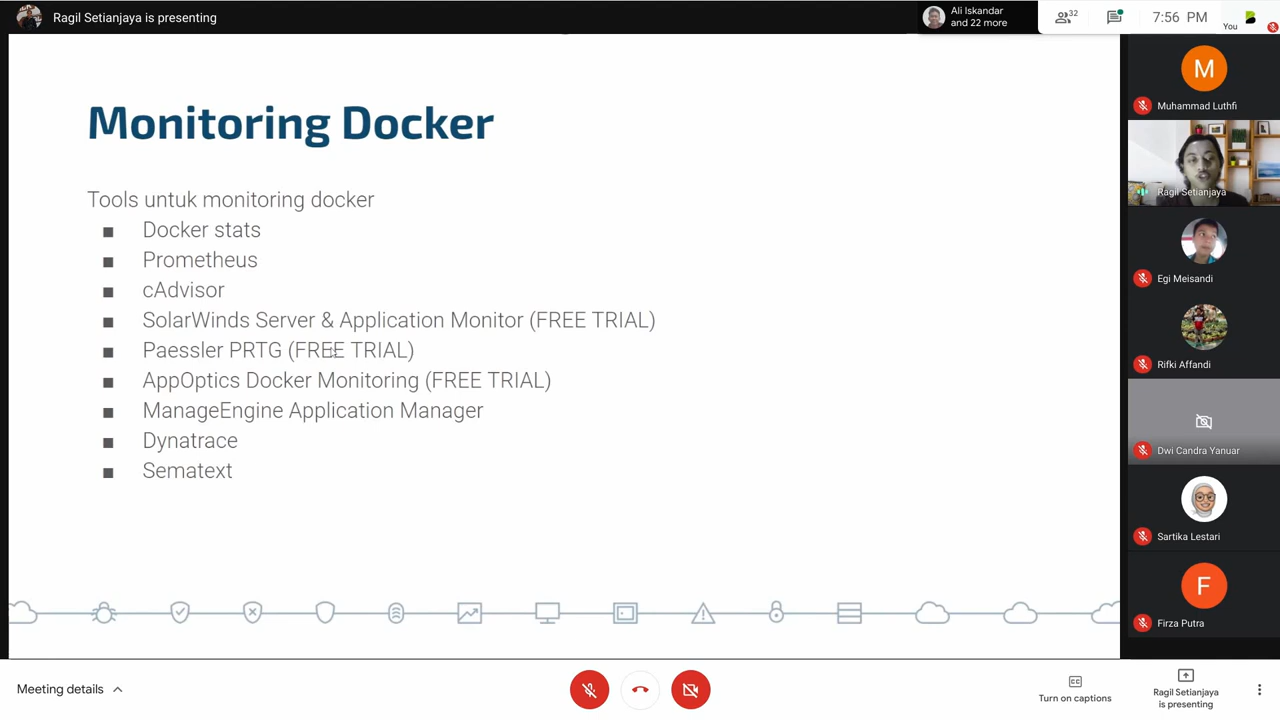 Ragil Setianjaya is presenting
Ali Iskandar
and 22 more
32
7:56 PM
You
Monitoring Docker
Tools untuk monitoring docker
■ Docker stats
■ Prometheus
■ cAdvisor
■ SolarWinds Server & Application Monitor (FREE TRIAL)
■ Paessler PRTG (FREE TRIAL)
■ AppOptics Docker Monitoring (FREE TRIAL)
■ ManageEngine Application Manager
■ Dynatrace
■ Sematext
M
Muhammad Luthfi
Ragil Setianjaya
Egi Meisandi
Rifki Affandi
Dwi Candra Yanuar
Sartika Lestari
F
Firza Putra
Meeting details
Turn on captions
Ragil Setianjaya
is presenting